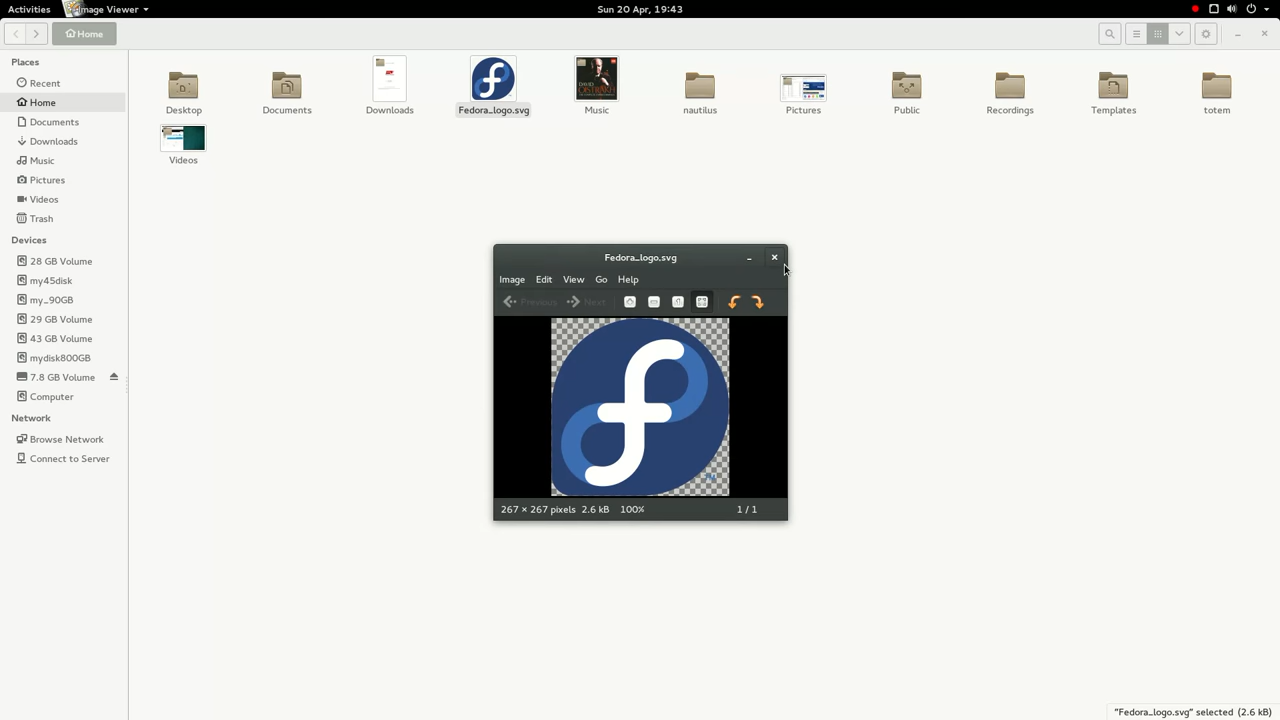 Activities
Image Viewer
Sun 20 Apr, 19:43
Home
Places
Recent
Home
Documents
Downloads
Music
Pictures
Videos
Trash
Devices
28 GB Volume
my45disk
my_90GB
29 GB Volume
43 GB Volume
mydisk800GB
7.8 GB Volume
Computer
Network
Browse Network
Connect to Server
Desktop
Documents
Downloads
Fedora_logo.svg
Music
nautilus
Pictures
Public
Recordings
Templates
totem
Videos
Fedora_logo.svg
Image Edit View Go Help
Previous Next
267 × 267 pixels 2.6 kB 100% 1 / 1
"Fedora_logo.svg" selected (2.6 kB)